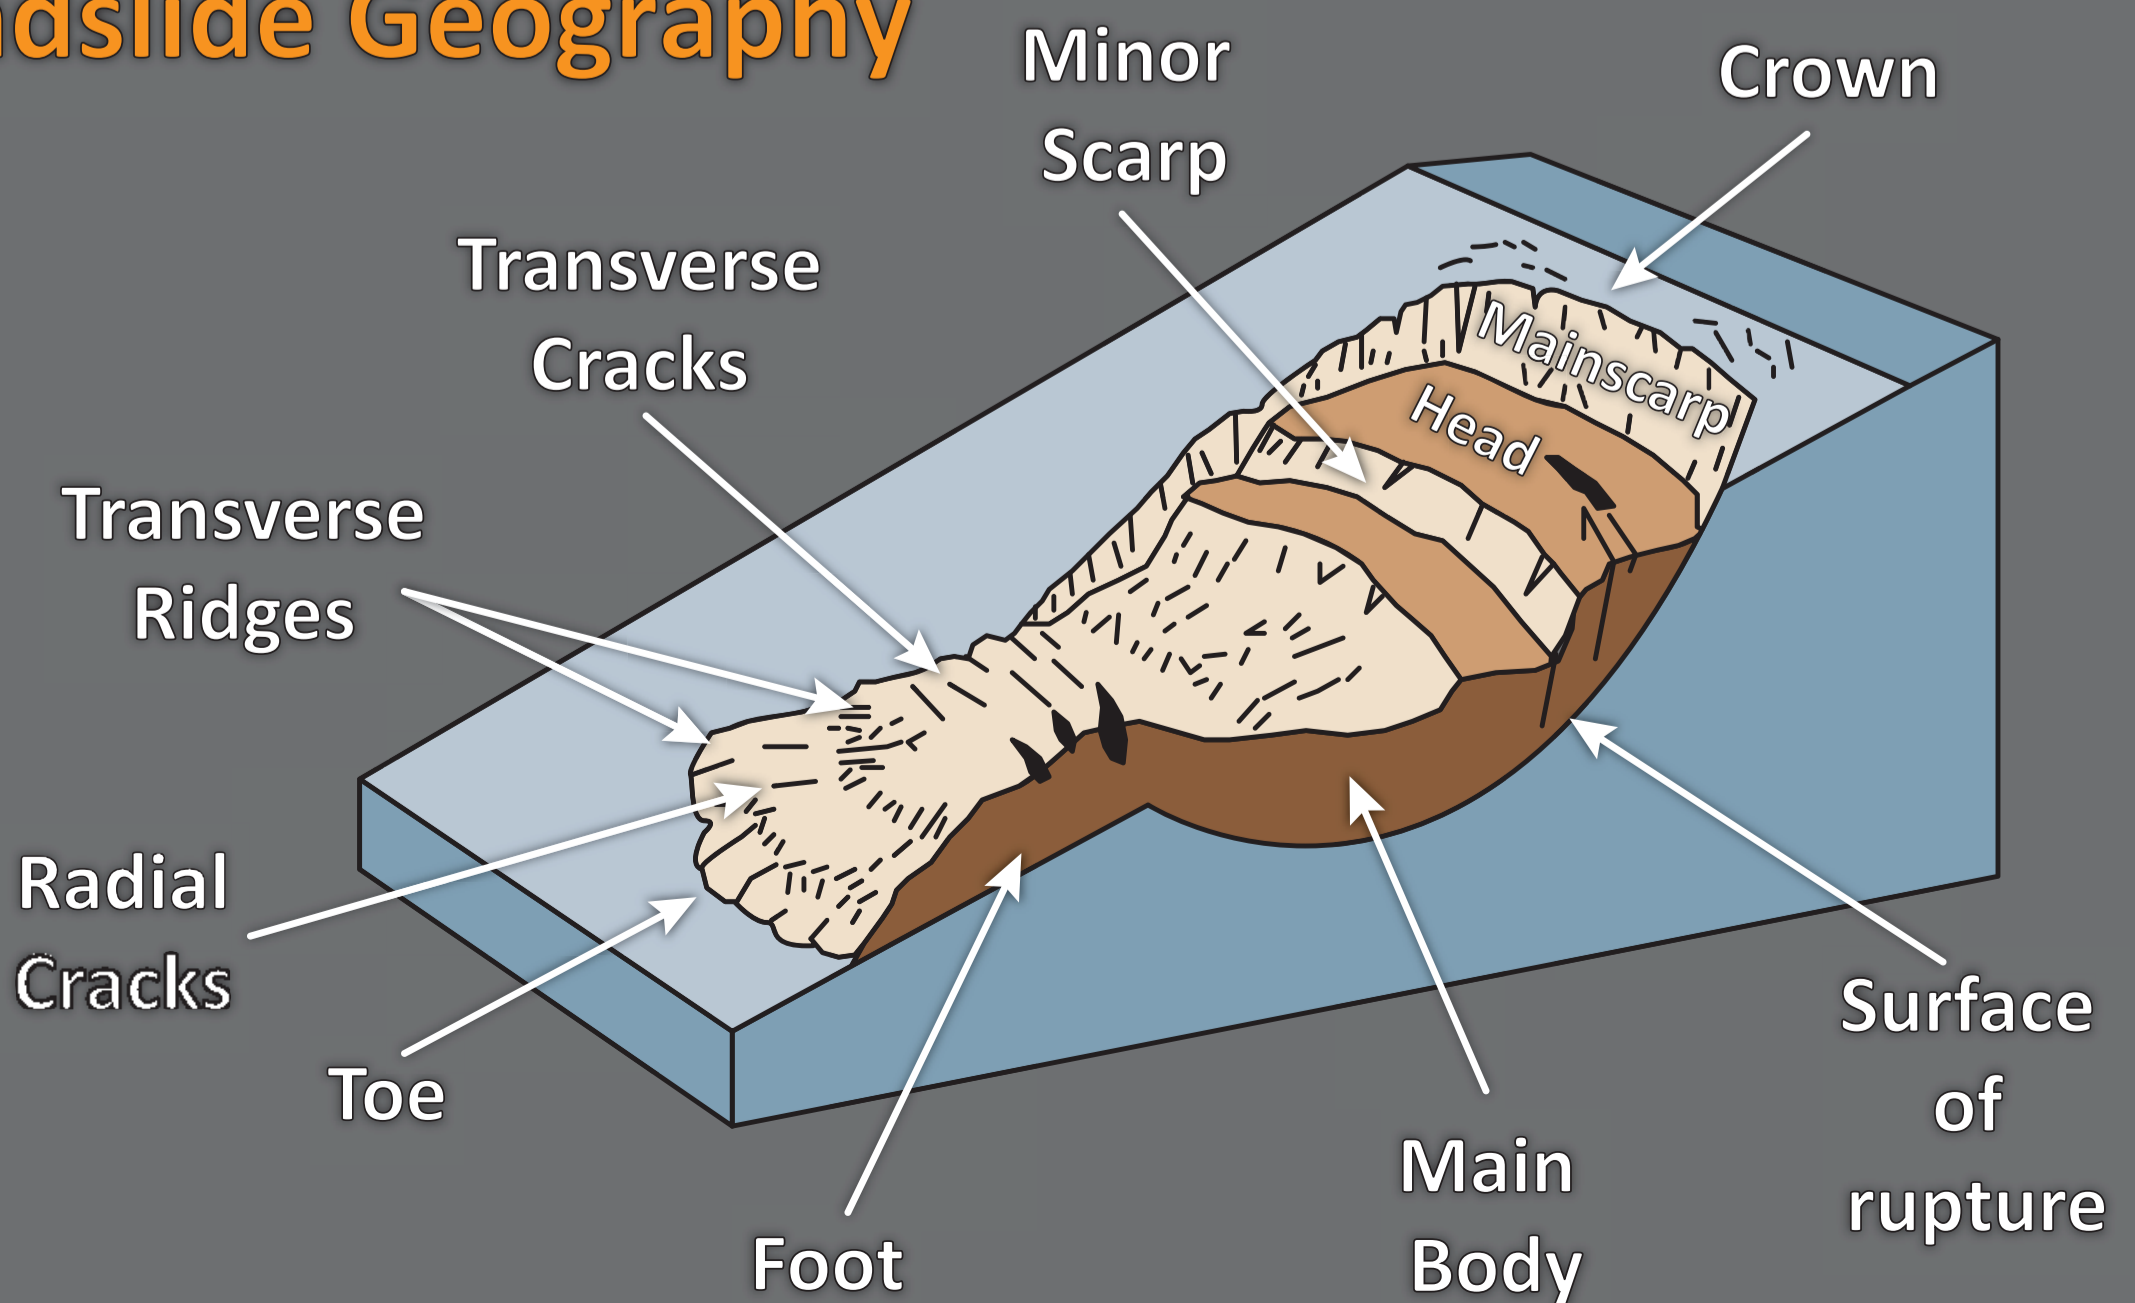 ndslide Geography
Minor
Scarp
Crown
Transverse
Cracks
Mainscarp
Head
Transverse
Ridges
Radial
Cracks
Toe
Foot
Main
Body
Surface
of
rupture